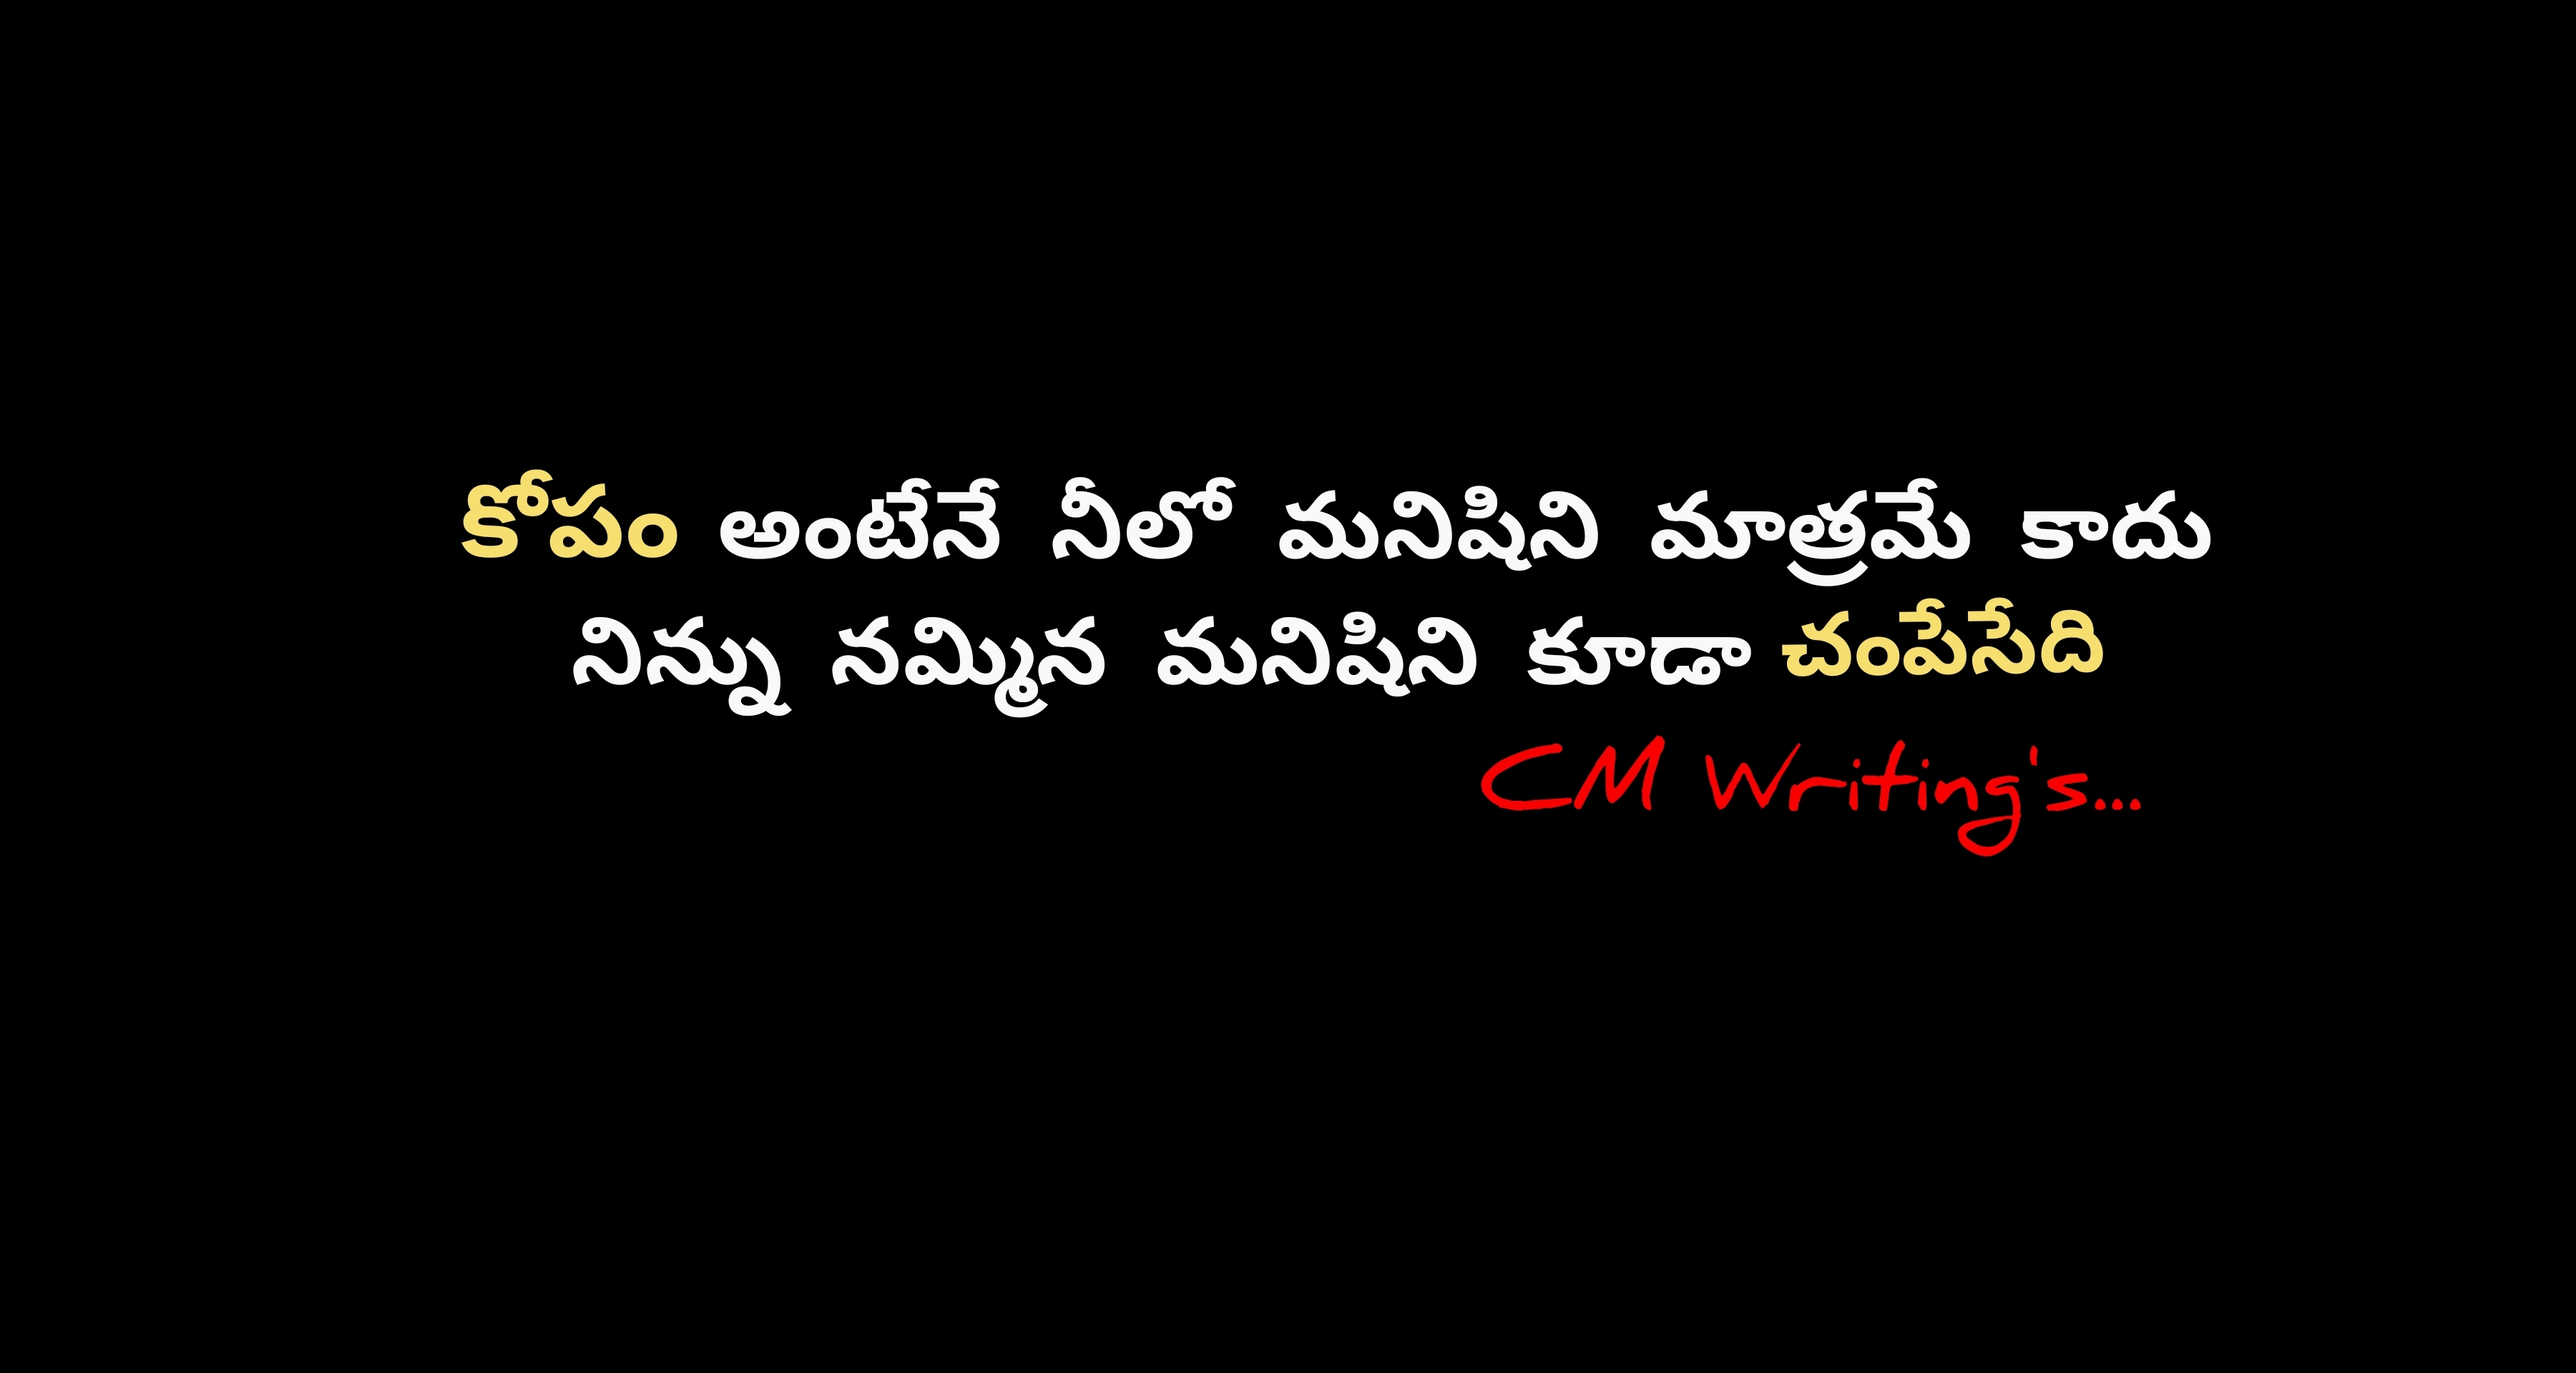 కోపం అంటేనే నీలో మనిషిని మాత్రమే కాదు
నిన్ను నమ్మిన మనిషిని కూడా చంపేసేది
CM Writing's...